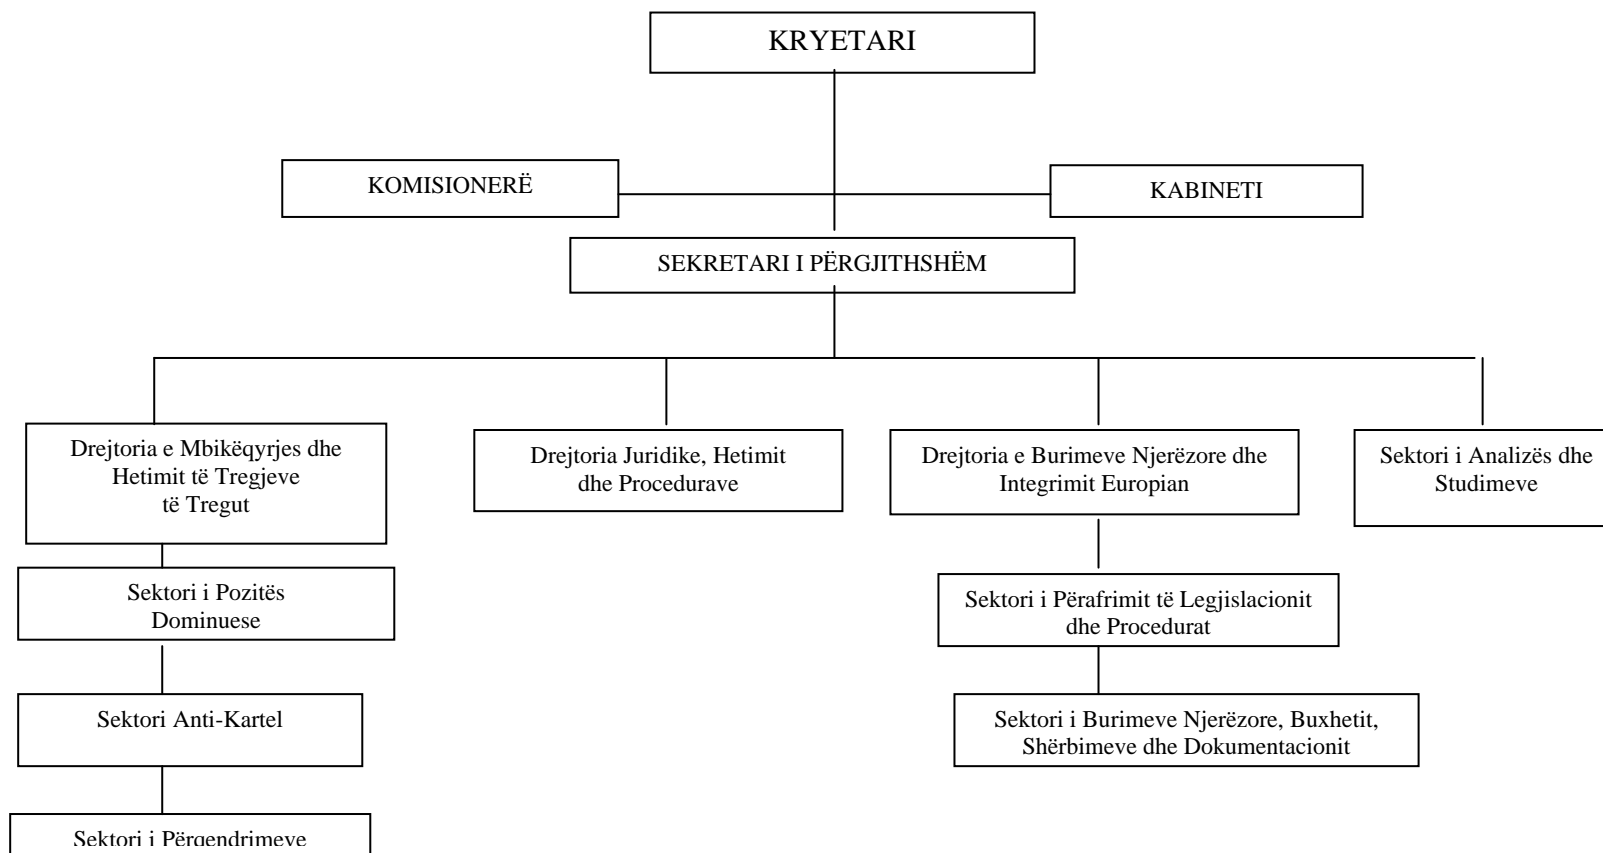 KRYETARI
KOMISIONERË
KABINETI
SEKRETARI I PËRGJITHSHËM
Drejtoria e Mbikëqyrjes dhe
Hetimit të Tregjeve
të Tregut
Drejtoria Juridike, Hetimit
dhe Procedurave
Drejtoria e Burimeve Njerëzore dhe
Integrimit Europian
Sektori i Analizës dhe
Studimeve
Sektori i Pozitës
Dominuese
Sektori i Përafrimit të Legjislacionit
dhe Procedurat
Sektori Anti-Kartel
Sektori i Burimeve Njerëzore, Buxhetit,
Shërbimeve dhe Dokumentacionit
Sektori i Përqendrimeve